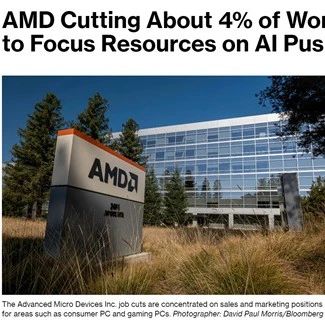 AMD Cutting About 4% of Wor
to Focus Resources on AI Pus
AMD
The Advanced Micro Devices Inc. job cuts are concentrated on sales and marketing positions
for areas such as consumer PC and gaming PCs. Photographer: David Paul Morris/Bloomberg